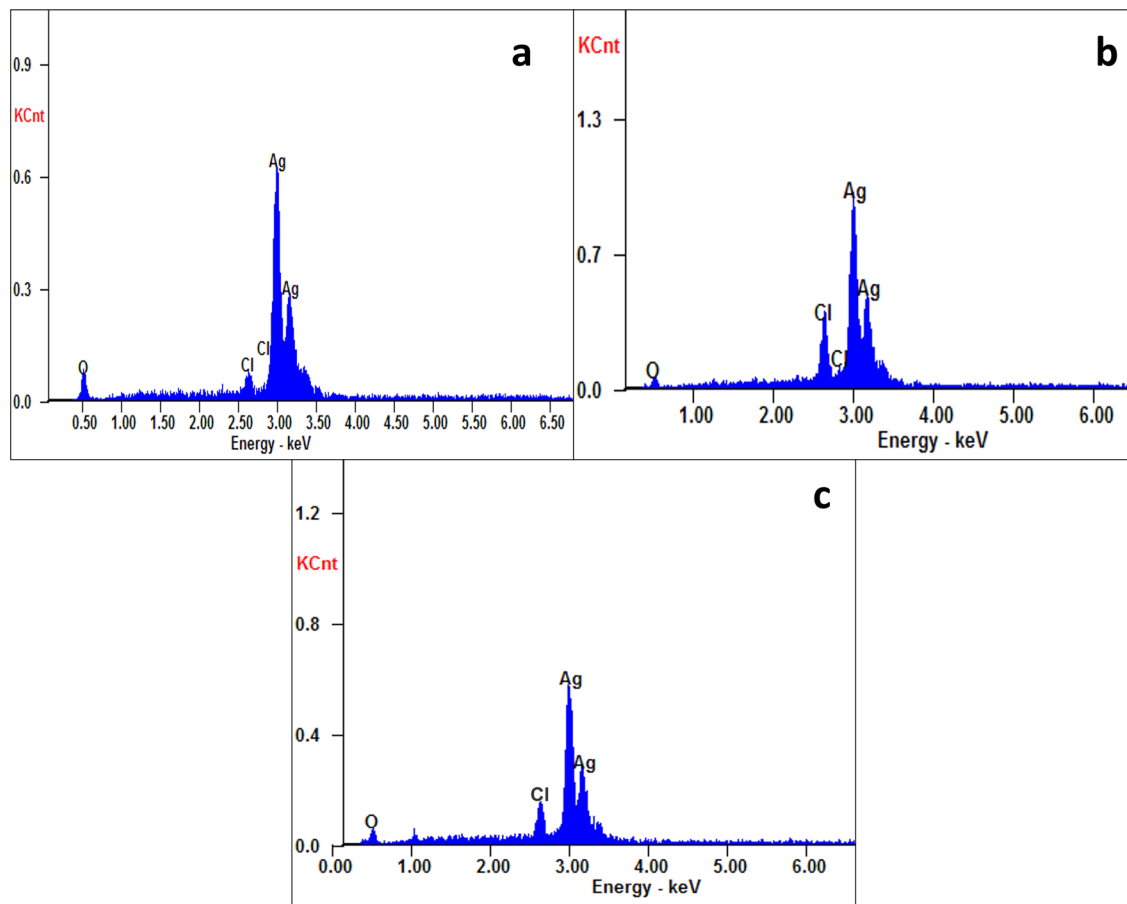 a
0.9
KCnt
Ag
0.6
Ag
0.3
Cl
Cl
O
0.0
0.50 1.00 1.50 2.00 2.50 3.00 3.50 4.00 4.50 5.00 5.50 6.00 6.50
Energy - keV
b
KCnt
1.3
Ag
0.7
Ag
Cl
Cl
O
0.0
1.00 2.00 3.00 4.00 5.00 6.00
Energy - keV
c
1.2
KCnt
0.8
Ag
0.4
Ag
Cl
O
0.0
0.00 1.00 2.00 3.00 4.00 5.00 6.00
Energy - keV